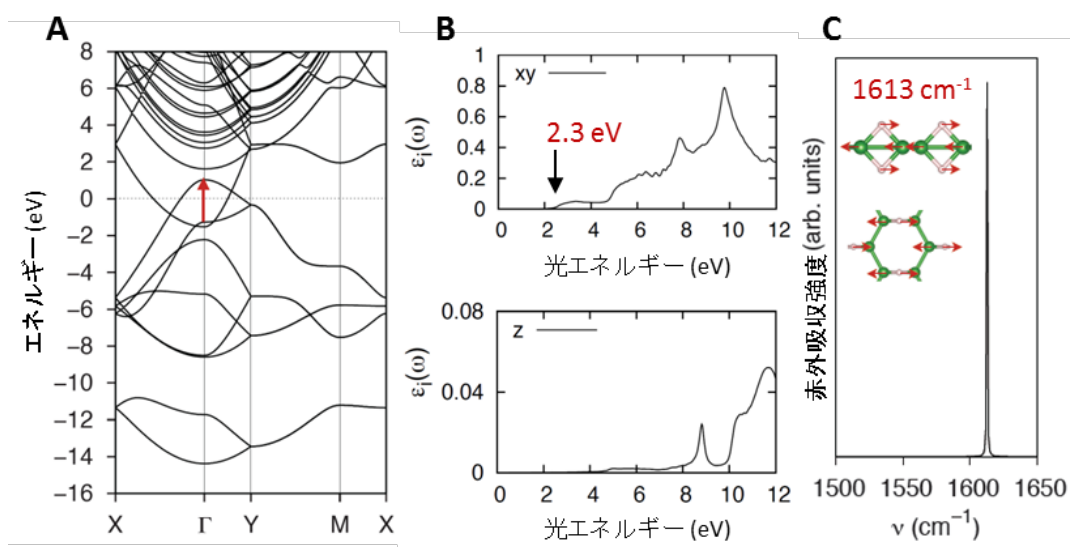 A
エネルギー (eV)
8
6
4
2
0
−2
−4
−6
−8
−10
−12
−14
−16
X Γ Y M X
B
xy
2.3 eV
εi(ω)
1
0.8
0.6
0.4
0.2
0
0 2 4 6 8 10 12
光エネルギー (eV)
z
εi(ω)
0.08
0.04
0
0 2 4 6 8 10 12
光エネルギー (eV)
C
1613 cm-1
赤外吸収強度 (arb. units)
1500 1550 1600 1650
ν (cm−1)